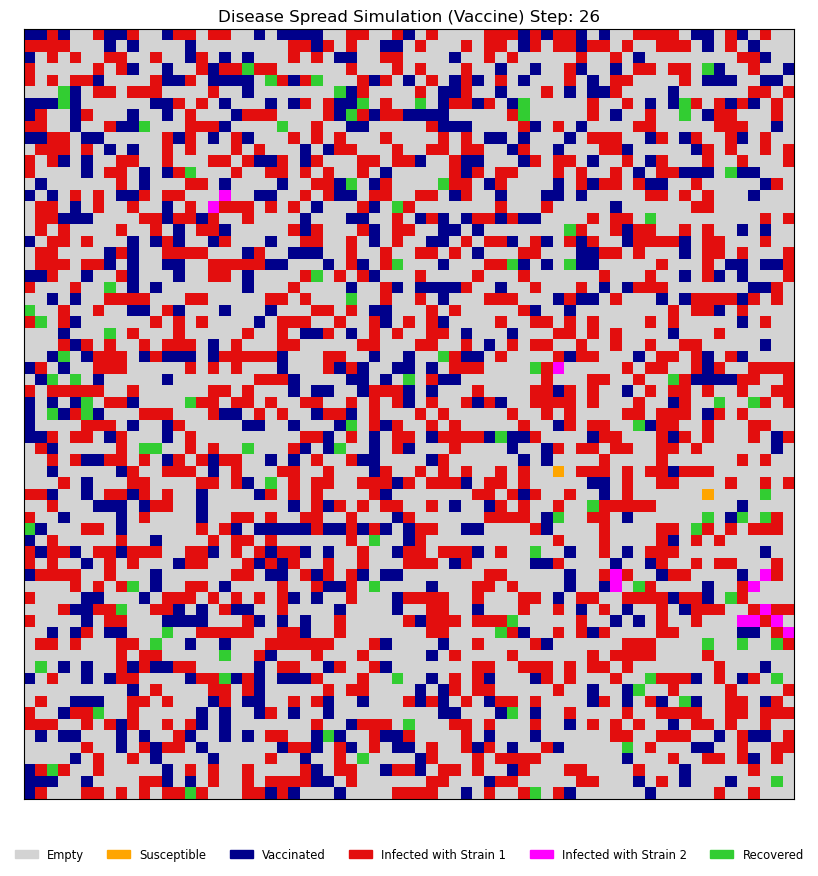 Disease Spread Simulation (Vaccine) Step: 26
Empty Susceptible Vaccinated Infected with Strain 1 Infected with Strain 2 Recovered